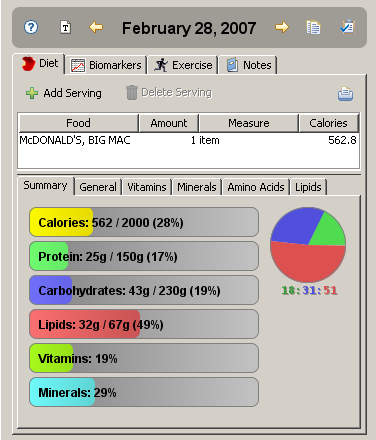 February 28, 2007
Diet Biomarkers Exercise Notes
Add Serving Delete Serving
Food Amount Measure Calories
McDONALD'S, BIG MAC 1 item 562.8
Summary General Vitamins Minerals Amino Acids Lipids
Calories: 562 / 2000 (28%)
Protein: 25g / 150g (17%)
Carbohydrates: 43g / 230g (19%)
Lipids: 32g / 67g (49%)
Vitamins: 19%
Minerals: 29%
18:31:51